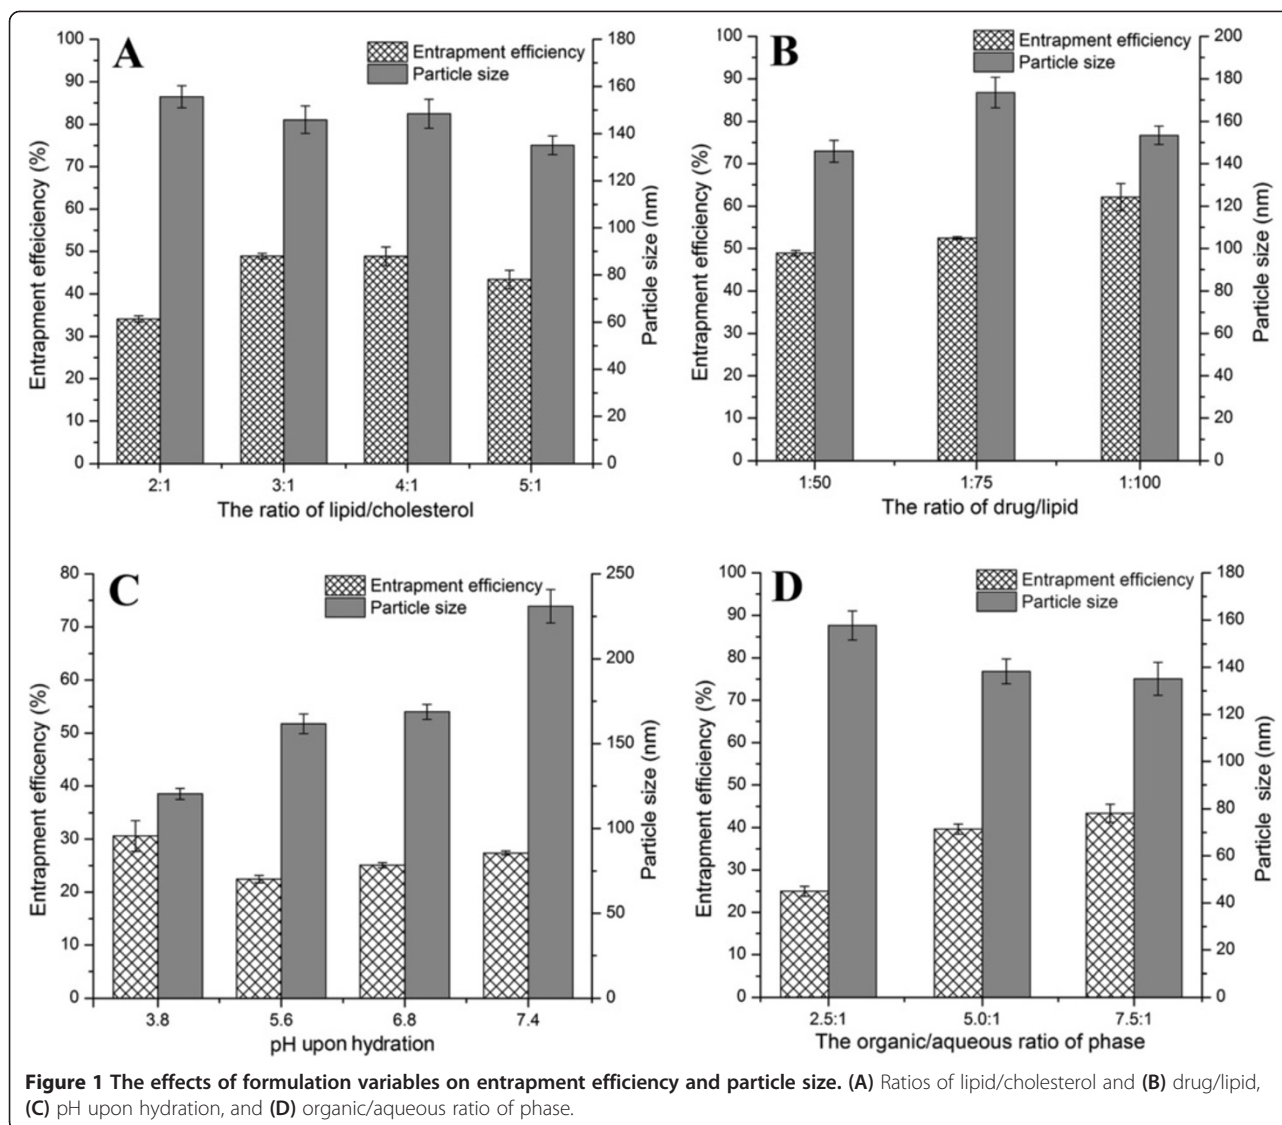 A
Entrapment efficiency
Particle size
100
90
80
70
60
50
40
30
20
10
0
Entrapment effeiciency (%)
180
160
140
120
100
80
60
40
20
0
Particle size (nm)
2:1 3:1 4:1 5:1
The ratio of lipid/cholesterol
B
Entrapment efficiency
Particle size
100
90
80
70
60
50
40
30
20
10
0
Entrapment efficiency (%)
200
180
160
140
120
100
80
60
40
20
0
Particle size (nm)
1:50 1:75 1:100
The ratio of drug/lipid
C
Entrapment efficiency
Particle size
80
70
60
50
40
30
20
10
0
Entrapment efficency (%)
250
200
150
100
50
0
Particle size (nm)
3.8 5.6 6.8 7.4
pH upon hydration
D
Entrapment efficiency
Particle size
100
90
80
70
60
50
40
30
20
10
0
Entrapment efficiency (%)
180
160
140
120
100
80
60
40
20
0
Particle size (nm)
2.5:1 5.0:1 7.5:1
The organic/aqueous ratio of phase
Figure 1 The effects of formulation variables on entrapment efficiency and particle size. (A) Ratios of lipid/cholesterol and (B) drug/lipid,
(C) pH upon hydration, and (D) organic/aqueous ratio of phase.